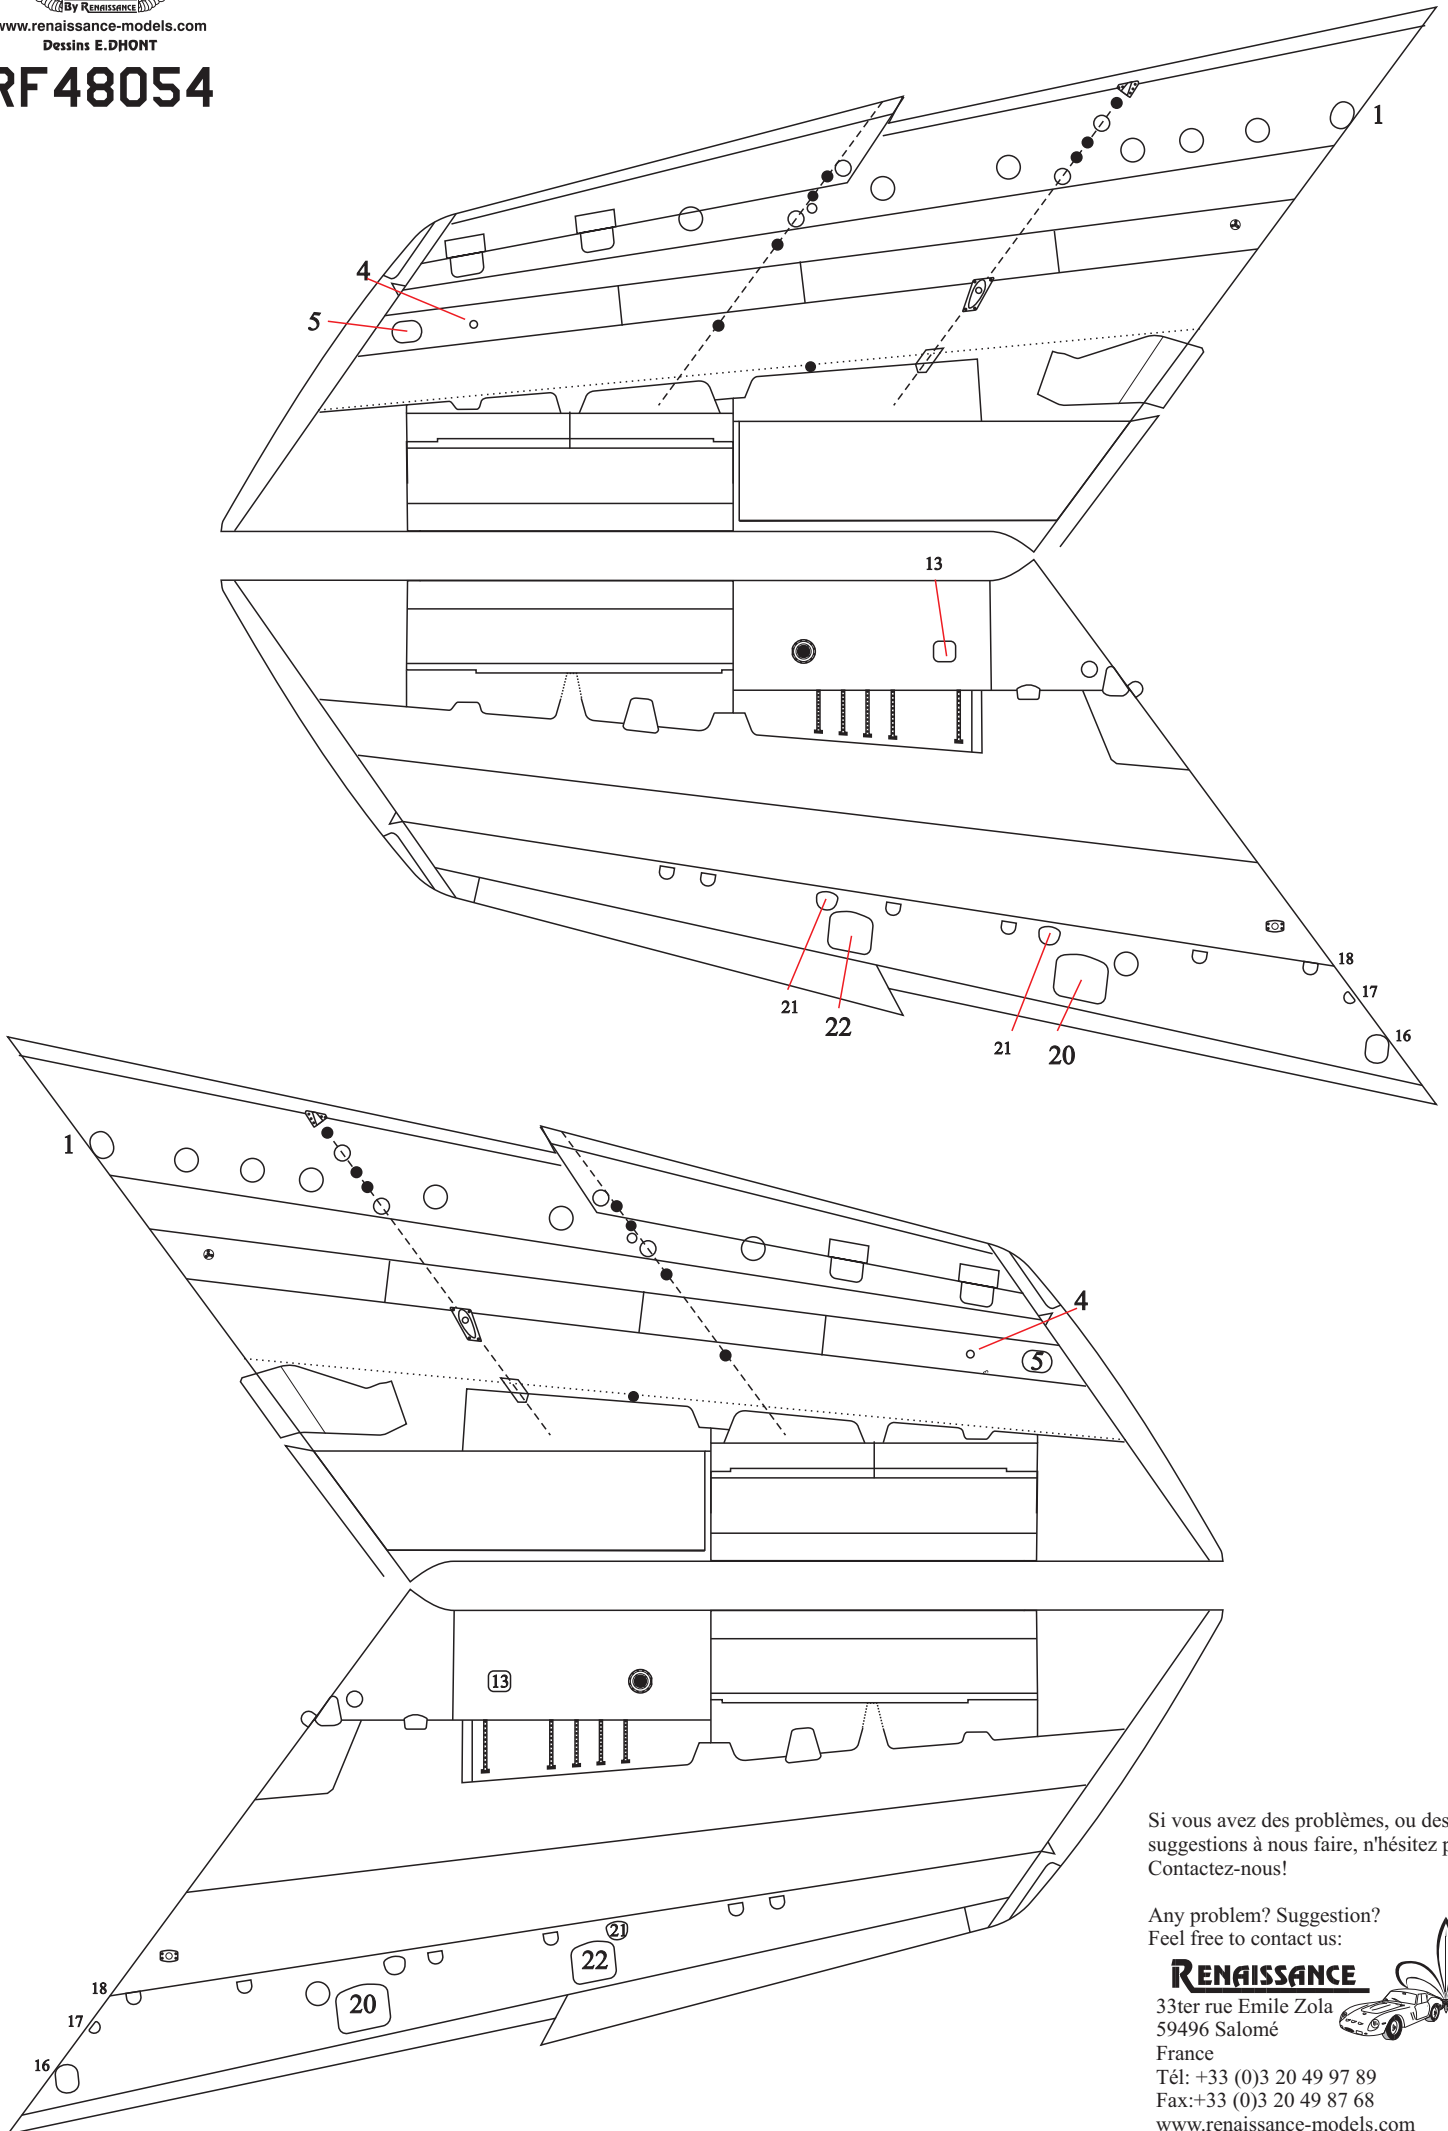 By RENAISSANCE
www.renaissance-models.com
Dessins E.DHONT
RF48054
1
4
5
13
18
17
16
21
22
21
20
1
4
5
13
21
22
20
18
17
16
Si vous avez des problèmes, ou des
suggestions à nous faire, n'hésitez
Contactez-nous!
Any problem? Suggestion?
Feel free to contact us:
RENAISSANCE
33ter rue Emile Zola
59496 Salomé
France
Tél: +33 (0)3 20 49 97 89
Fax:+33 (0)3 20 49 87 68
www.renaissance-models.com